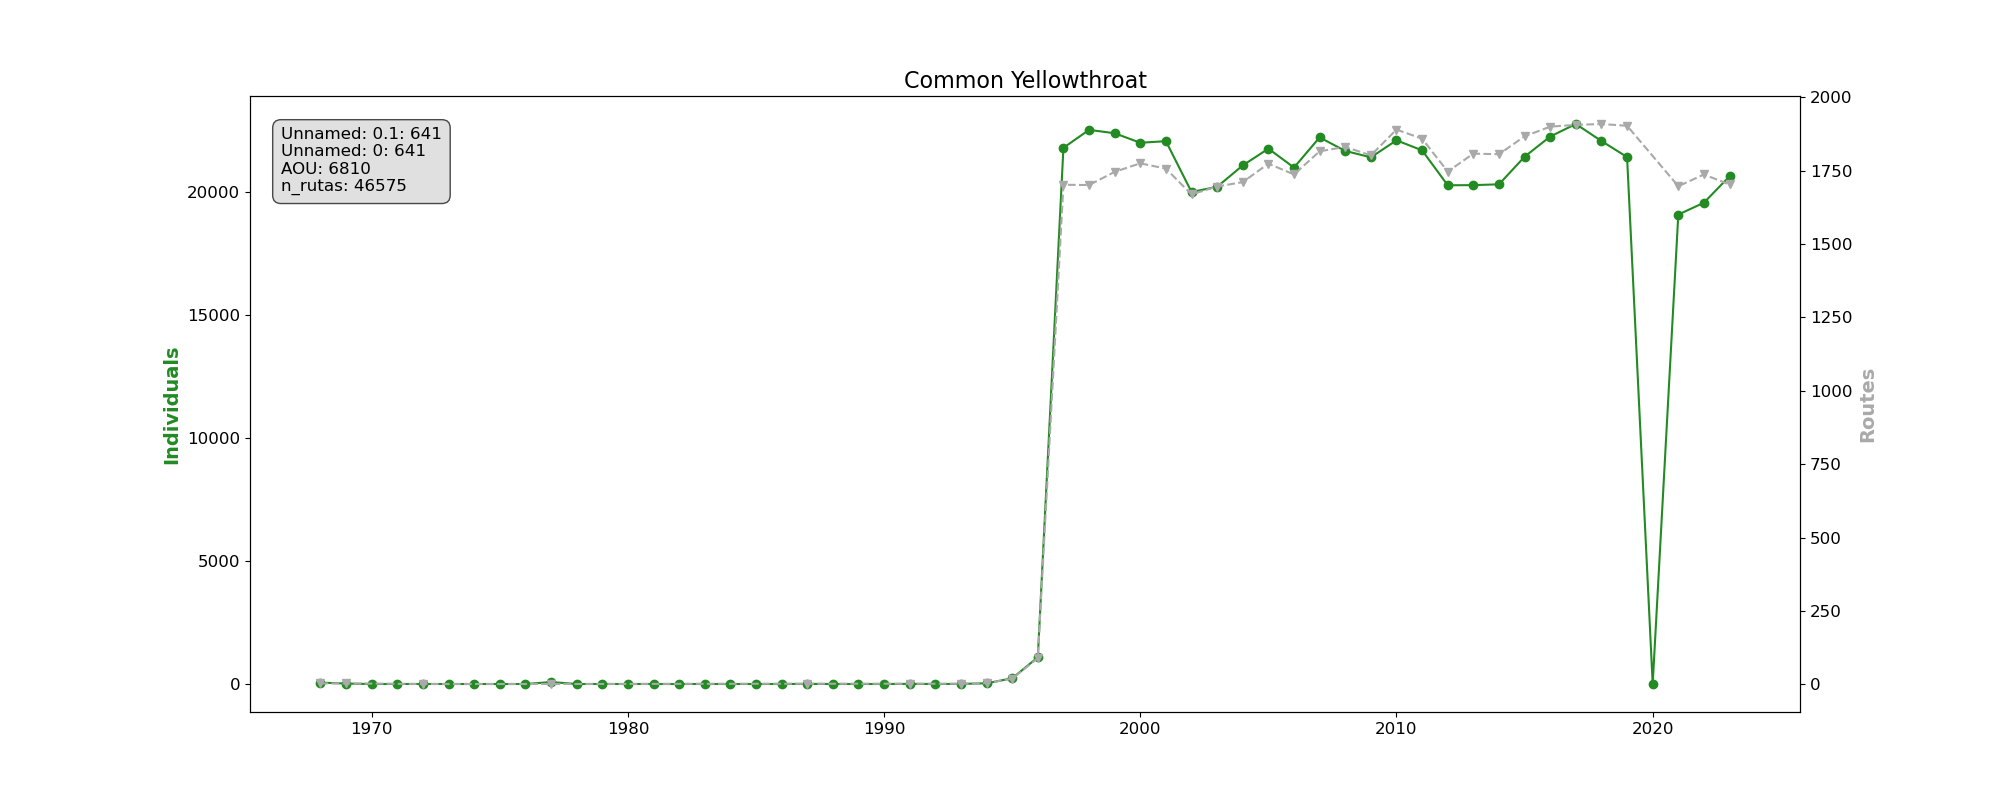 Common Yellowthroat
Unnamed: 0.1: 641
Unnamed: 0: 641
AOU: 6810
n_rutas: 46575
Individuals
20000
15000
10000
5000
0
2000
1750
1500
1250
1000
750
500
250
0
Routes
1970
1980
1990
2000
2010
2020